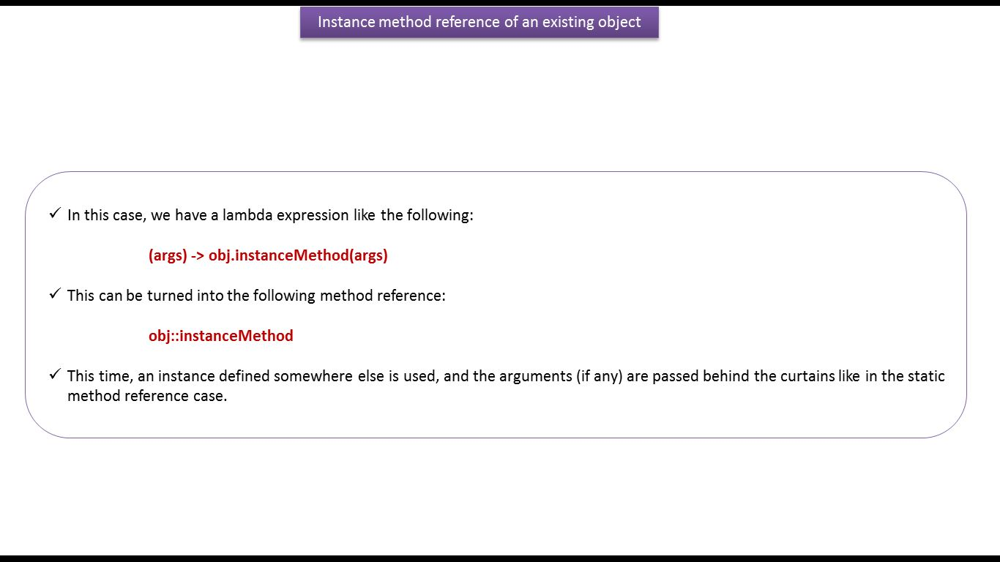 Instance method reference of an existing object
✓ In this case, we have a lambda expression like the following:
(args) -> obj.instanceMethod(args)
✓ This can be turned into the following method reference:
obj::instanceMethod
✓ This time, an instance defined somewhere else is used, and the arguments (if any) are passed behind the curtains like in the static
method reference case.